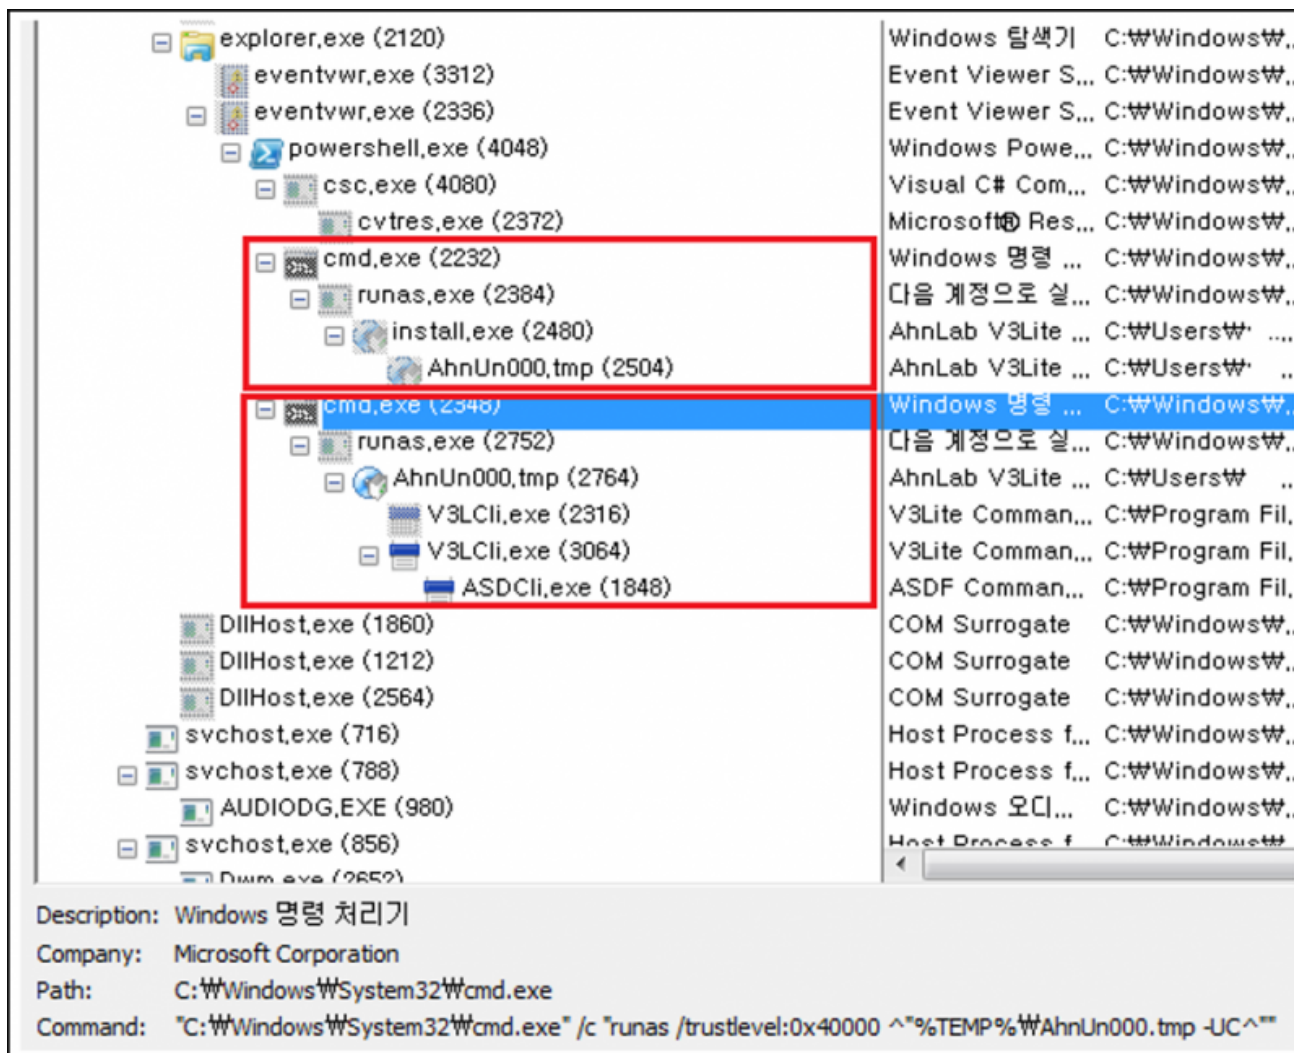 explorer.exe (2120) Windows 탐색기 C:₩Windows₩...
eventvwr.exe (3312) Event Viewer S... C:₩Windows₩...
eventvwr.exe (2336) Event Viewer S... C:₩Windows₩...
powershell.exe (4048) Windows Powe... C:₩Windows₩...
csc.exe (4080) Visual C# Com... C:₩Windows₩...
cvtres.exe (2372) Microsoft® Res... C:₩Windows₩...
cmd.exe (2232) Windows 명령 ... C:₩Windows₩...
runas.exe (2384) 다음 계정으로 실... C:₩Windows₩...
install.exe (2480) AhnLab V3Lite ... C:₩Users₩ ...
AhnUn000.tmp (2504) AhnLab V3Lite ... C:₩Users₩ ..
cmd.exe (2348) Windows 명령 ... C:₩Windows₩...
runas.exe (2752) 다음 계정으로 실... C:₩Windows₩...
AhnUn000.tmp (2764) AhnLab V3Lite ... C:₩Users₩ ..
V3LCli.exe (2316) V3Lite Comman... C:₩Program Fil.
V3LCli.exe (3064) V3Lite Comman... C:₩Program Fil.
ASDCli.exe (1848) ASDF Comman... C:₩Program Fil.
DllHost.exe (1860) COM Surrogate C:₩Windows₩...
DllHost.exe (1212) COM Surrogate C:₩Windows₩...
DllHost.exe (2564) COM Surrogate C:₩Windows₩...
svchost.exe (716) Host Process f... C:₩Windows₩...
svchost.exe (788) Host Process f... C:₩Windows₩...
AUDIODG.EXE (980) Windows 오디... C:₩Windows₩...
svchost.exe (856) Host Process f C:₩Windows₩
Dwm.exe (2652)
Description: Windows 명령 처리기
Company: Microsoft Corporation
Path: C:₩Windows₩System32₩cmd.exe
Command: "C:₩Windows₩System32₩cmd.exe" /c "runas /trustlevel:0x40000 ^"%TEMP%₩AhnUn000.tmp -UC^""